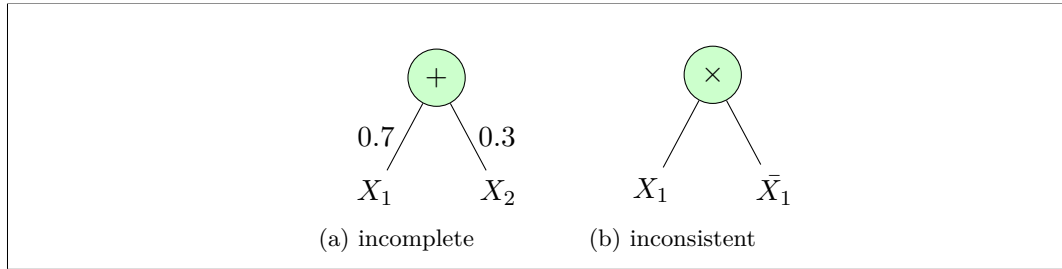 + ×
0.7 0.3
X₁ X₂ X₁ X̄₁
(a) incomplete (b) inconsistent